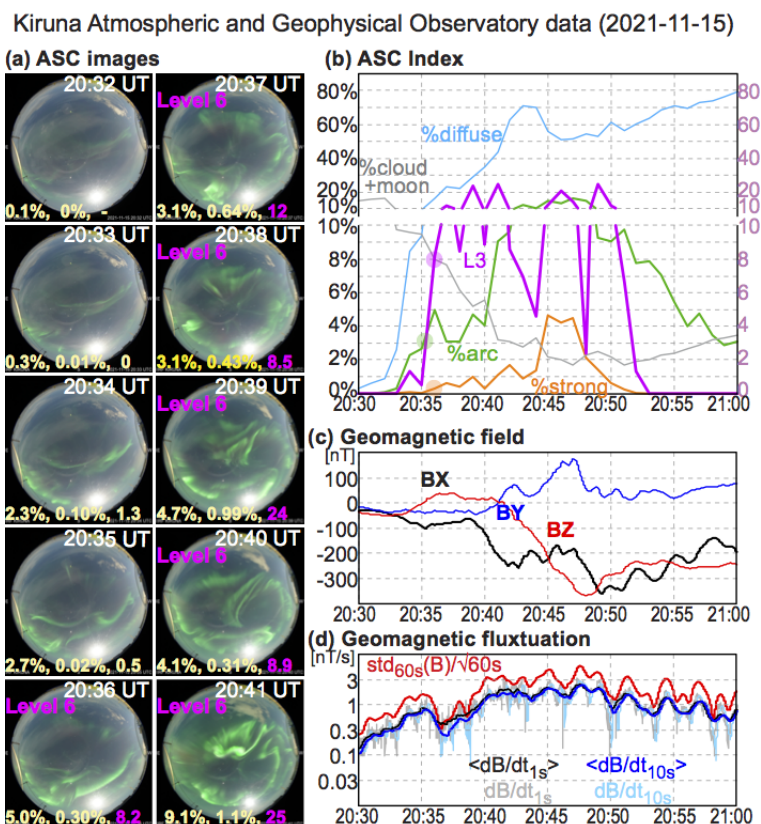 Kiruna Atmospheric and Geophysical Observatory data (2021-11-15)
(a) ASC images
20:32 UT
0.1%, 0%, -
20:37 UT
Level 6
3.1%, 0.64%, 12
20:33 UT
0.3%, 0.01%, 0
20:38 UT
Level 6
3.1%, 0.43%, 8.5
20:34 UT
2.3%, 0.10%, 1.3
20:39 UT
Level 6
4.7%, 0.99%, 24
20:35 UT
2.7%, 0.02%, 0.5
20:40 UT
Level 6
4.1%, 0.31%, 8.9
20:36 UT
Level 6
5.0%, 0.30%, 8.2
20:41 UT
Level 6
9.1%, 1.1%, 25
(b) ASC Index
80% 80
60% 60
40% 40
20% 20
10% 10
%diffuse
%cloud
+moon
10% 10
8% 8
6% 6
4% 4
2% 2
0% 0
L3
%arc
%strong
20:30 20:35 20:40 20:45 20:50 20:55 21:00
(c) Geomagnetic field
[nT]
100
0
-100
-200
-300
BX
BY
BZ
20:30 20:35 20:40 20:45 20:50 20:55 21:00
(d) Geomagnetic fluxtuation
[nT/s]
std60s(B)/√60s
3
1
0.3
0.1
0.03
<dB/dt1s> <dB/dt10s>
dB/dt1s dB/dt10s
20:30 20:35 20:40 20:45 20:50 20:55 21:00